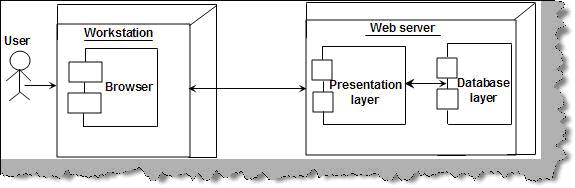 User
Workstation
Browser
Web server
Presentation
layer
Database
layer